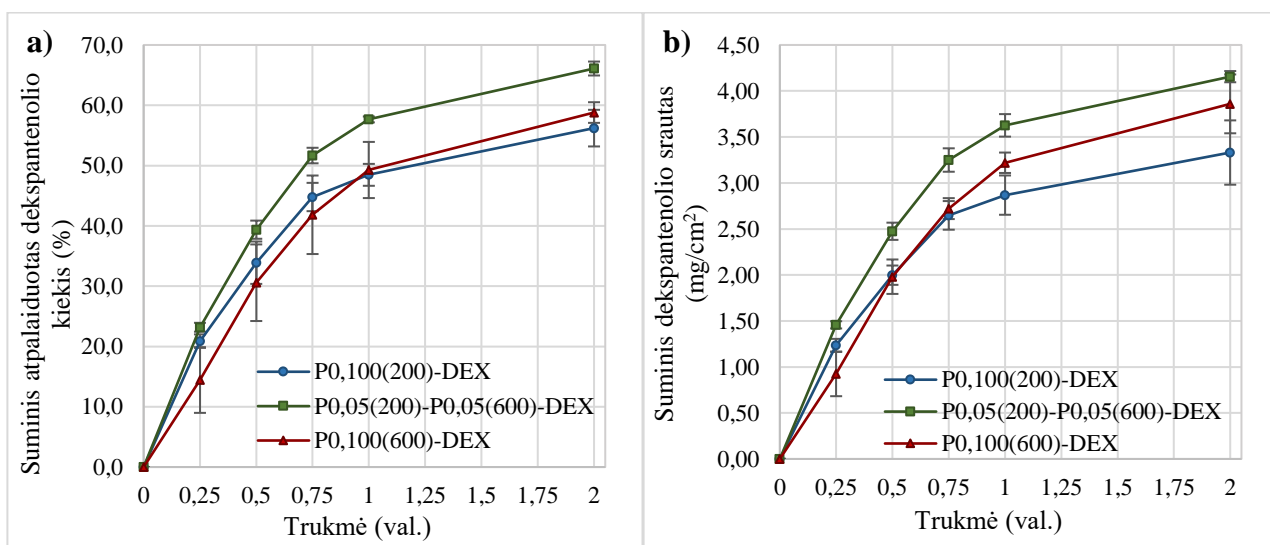 a)
Suminis atpalaiduotas dekspantenolio
kiekis (%)
70,0
60,0
50,0
40,0
30,0
20,0
10,0
0,0
P0,100(200)-DEX
P0,05(200)-P0,05(600)-DEX
P0,100(600)-DEX
0 0,25 0,5 0,75 1 1,25 1,5 1,75 2
Trukmė (val.)
b)
Suminis dekspantenolio srautas
(mg/cm²)
4,50
4,00
3,50
3,00
2,50
2,00
1,50
1,00
0,50
0,00
P0,100(200)-DEX
P0,05(200)-P0,05(600)-DEX
P0,100(600)-DEX
0 0,25 0,5 0,75 1 1,25 1,5 1,75 2
Trukmė (val.)